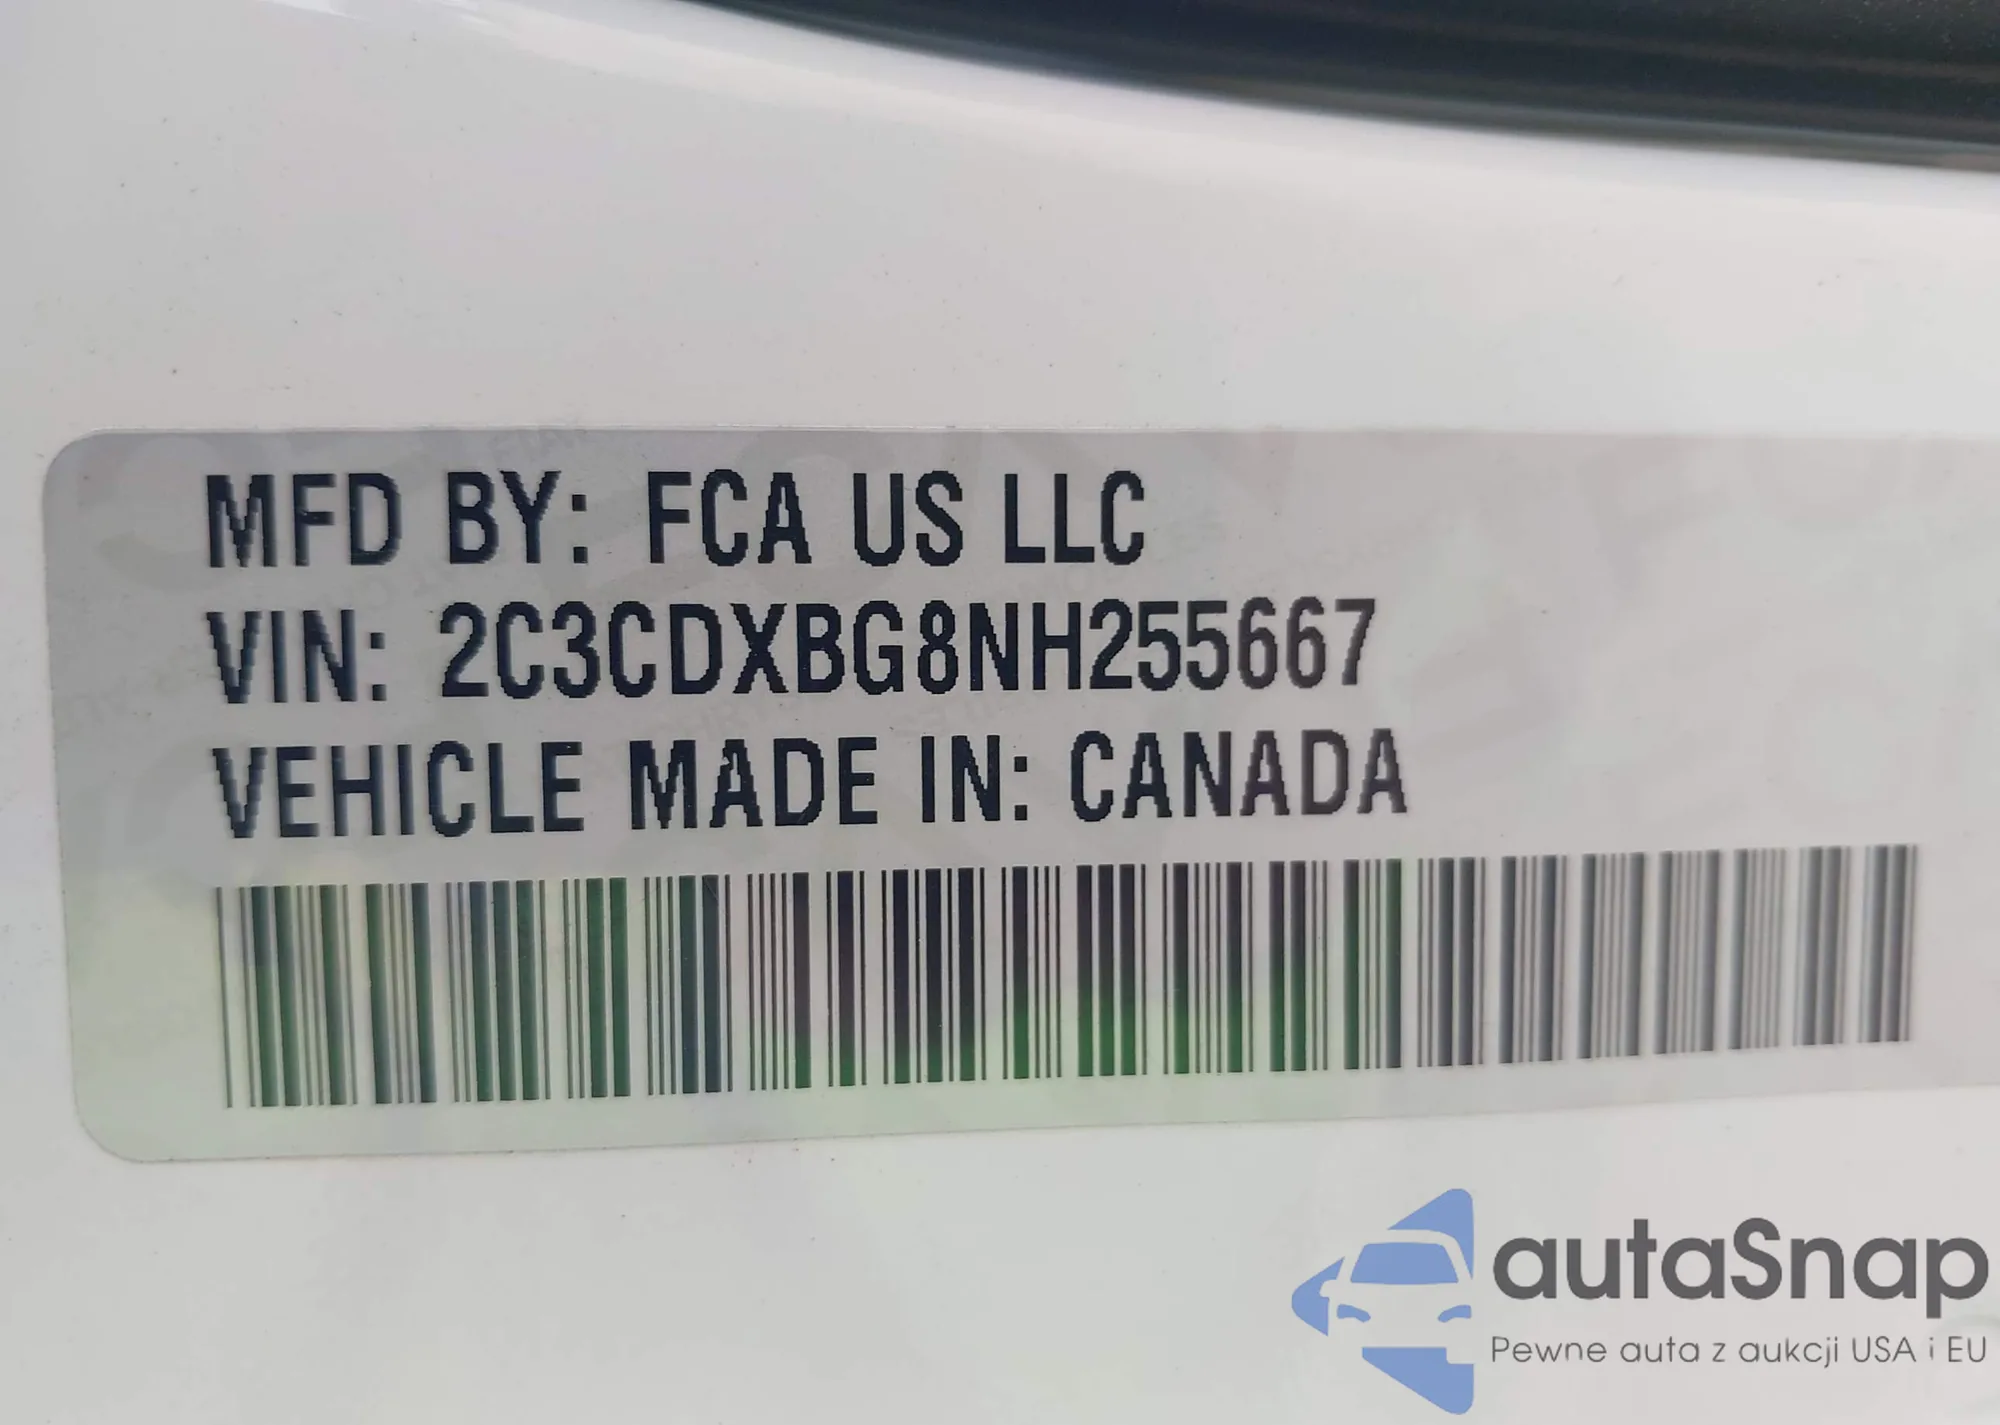 MFD BY: FCA US LLC
VIN: 2C3CDXBG8NH255667
VEHICLE MADE IN: CANADA
autaSnap
Pewne auta z aukcji USA i EU